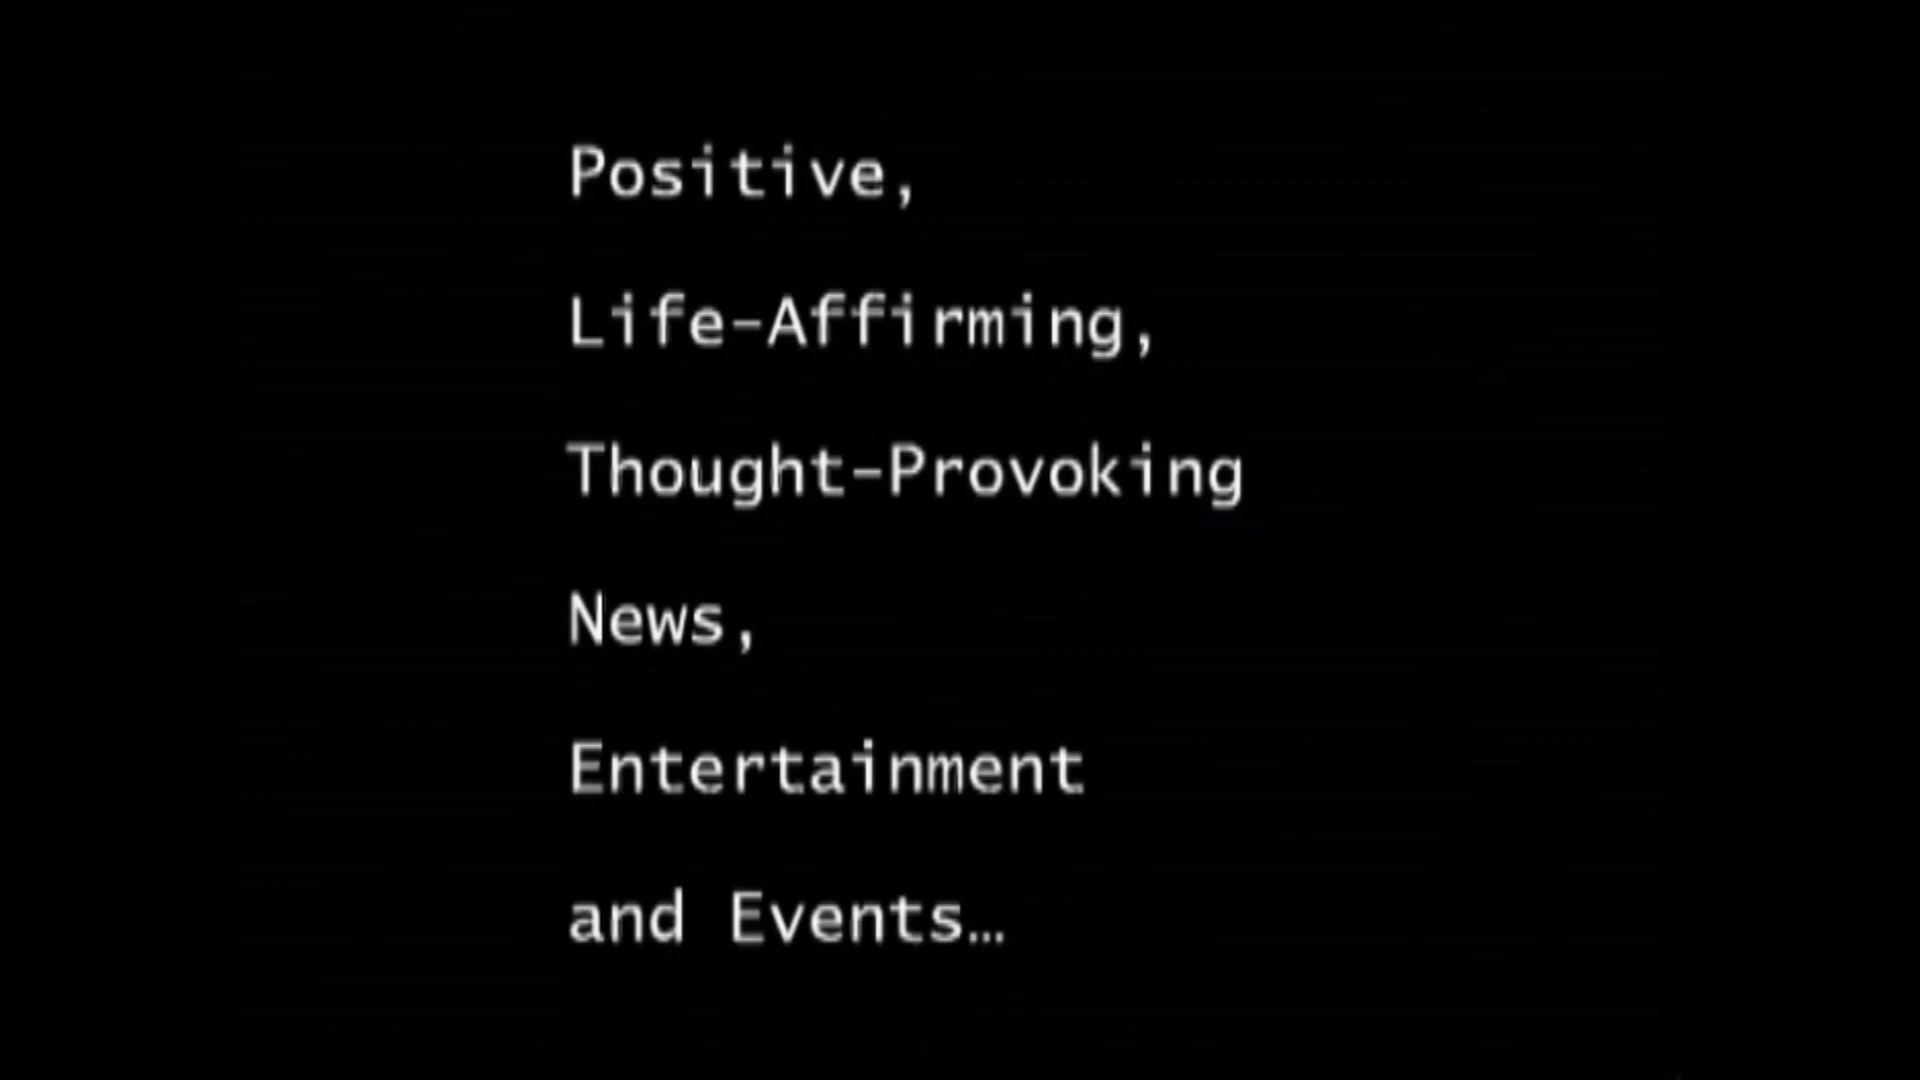 Positive,
Life-Affirming,
Thought-Provoking
News,
Entertainment
and Events…